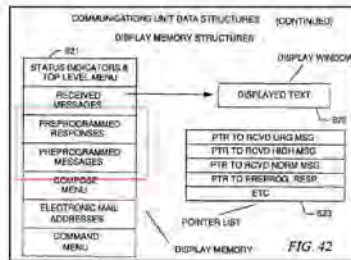 COMMUNICATIONS UNIT DATA STRUCTURES (CONTINUED)
DISPLAY MEMORY STRUCTURES
821
DISPLAY WINDOW
STATUS INDICATORS &
TOP LEVEL MENU
RECEIVED
MESSAGES
DISPLAYED TEXT
822
PREPROGRAMMED
RESPONSES
PREPROGRAMMED
MESSAGES
COMPOSE
MENU
ELECTRONIC MAIL
ADDRESSES
COMMAND
MENU
PTR TO RCVD URG MSG
PTR TO RCVD HIGH MSG
PTR TO RCVD NORM MSG
PTR TO PREPROG. RESP.
ETC
POINTER LIST
823
DISPLAY MEMORY
FIG. 42